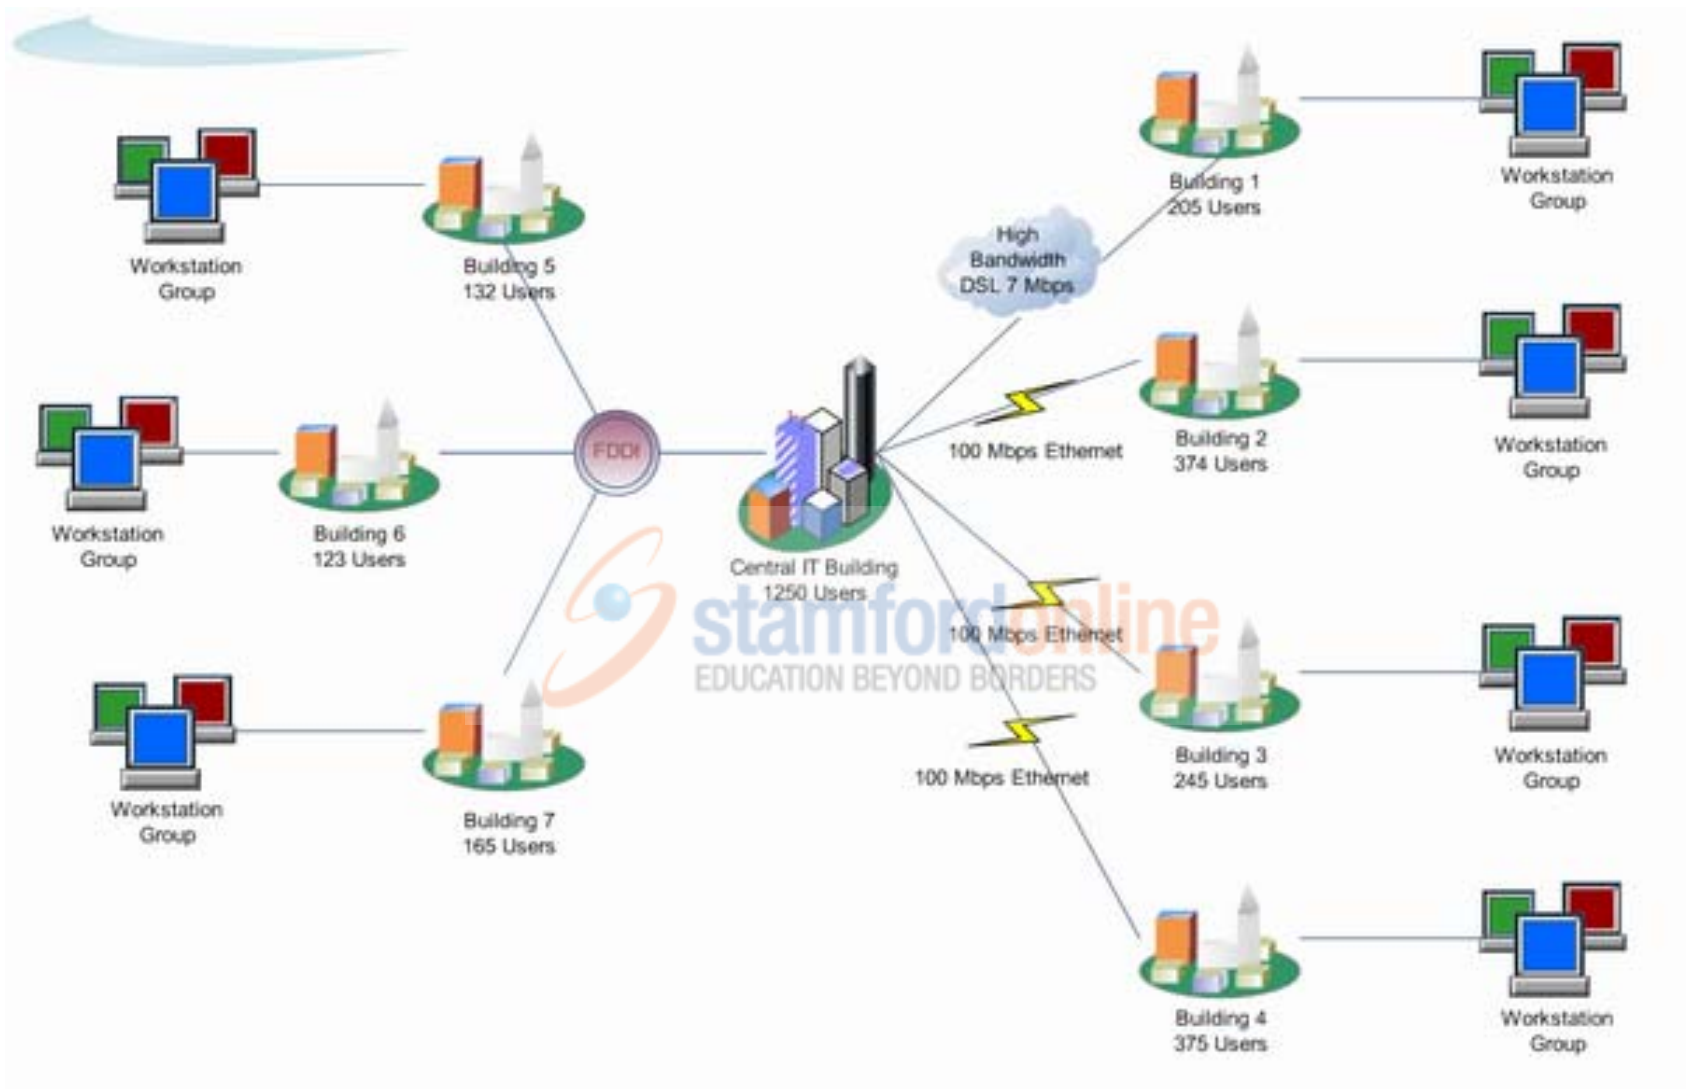 Building 1
205 Users
Workstation
Group
High
Bandwidth
DSL 7 Mbps
Building 5
132 Users
Workstation
Group
100 Mbps Ethernet
Building 2
374 Users
Workstation
Group
FDDI
Building 6
123 Users
Workstation
Group
Central IT Building
1250 Users
stamfordonline
EDUCATION BEYOND BORDERS
100 Mbps Ethernet
Building 3
245 Users
Workstation
Group
100 Mbps Ethernet
Building 7
165 Users
Workstation
Group
Building 4
375 Users
Workstation
Group